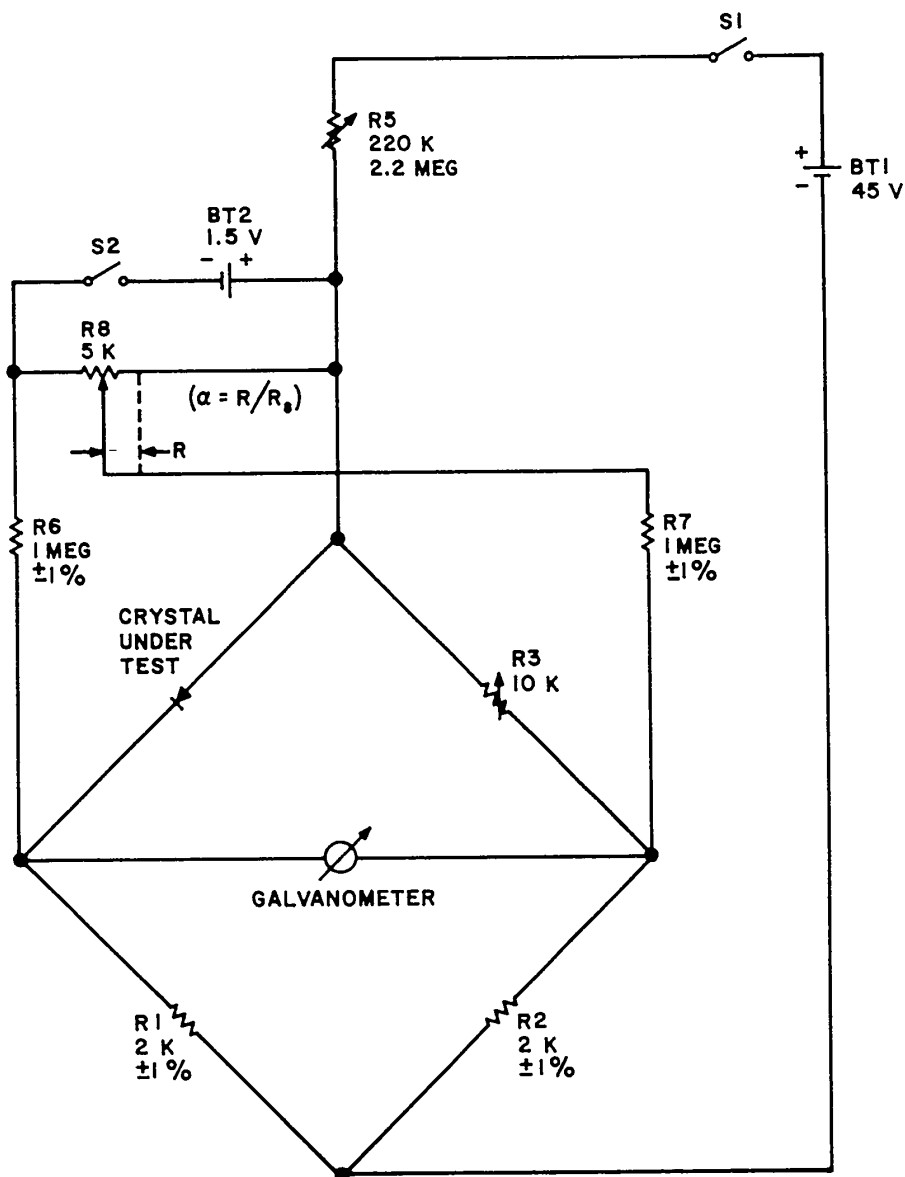 S1
R5
220 K
2.2 MEG
+
-
BT1
45 V
BT2
1.5 V
- +
S2
R8
5 K
(α = R/R₈)
R
R6
1 MEG
±1%
R7
1 MEG
±1%
CRYSTAL
UNDER
TEST
R3
10 K
GALVANOMETER
R1
2 K
±1%
R2
2 K
±1%